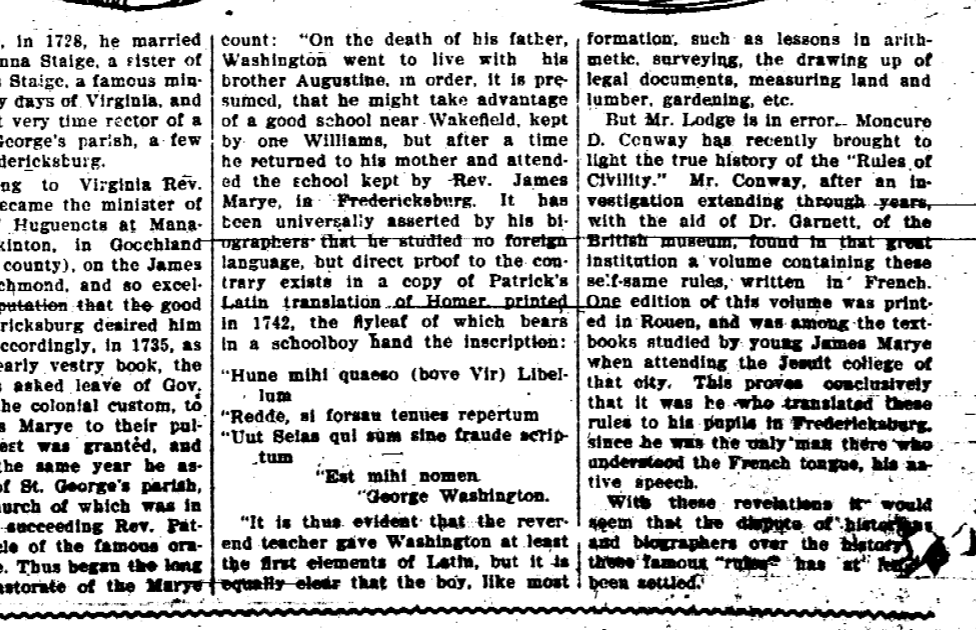 , in 1728, he married
nna Staige, a sister of
Staige, a famous min-
y days of Virginia, and
t very time rector of a
George's parish, a few
dericksburg.
ng to Virginia Rev.
ecame the minister of
Huguencts at Mana-
kinton, in Gocchland
county), on the James
chmond, and so excel-
putation that the good
ricksburg desired him
ccordingly, in 1735, as
early vestry book, the
asked leave of Gov.
he colonial custom, to
s Marye to their pul-
est was granted, and
the same year he as-
of St. George's parish,
urch of which was in
succeeding Rev. Pat-
cle of the famous ora-
e. Thus began the long
astorate of the Marye
count: "On the death of his father,
Washington went to live with his
brother Augustine, in order, it is pre-
sumed, that he might take advantage
of a good school near Wakefield, kept
by one Williams, but after a time
he returned to his mother and attend-
ed the school kept by Rev. James
Marye, in Fredericksburg. It has
been universally asserted by his bi-
ographers that he studied no foreign
language, but direct proof to the con-
trary exists in a copy of Patrick's
Latin translation of Homer, printed
in 1742, the flyleaf of which bears
in a schoolboy hand the inscription:
"Hune mihi quaeso (bove Vir) Libel-
lum
"Redde, si forsau tenues repertum
"Uut Seias qui sum sine fraude scrip-
tum
"Est mihi nomen
"George Washington.
"It is thus evident that the rever-
end teacher gave Washington at least
the first elements of Latin, but it is
equally clear that the boy, like most
formation, such as lessons in arith-
metic, surveying, the drawing up of
legal documents, measuring land and
lumber, gardening, etc.
But Mr. Lodge is in error. Moncure
D. Conway has recently brought to
light the true history of the "Rules of
Civility." Mr. Conway, after an in-
vestigation extending through years,
with the aid of Dr. Garnett, of the
British museum, found in that great
institution a volume containing these
self-same rules, written in French.
One edition of this volume was print-
ed in Rouen, and was among the text-
books studied by young James Marye
when attending the Jesuit college of
that city. This proves conclusively
that it was he who translated these
rules to his pupils in Fredericksburg,
since he was the only man there who
understood the French tongue, his na-
tive speech.
With these revelations it would
seem that the dispute of historians
and biographers over the history
these famous "rules" has at
been settled.